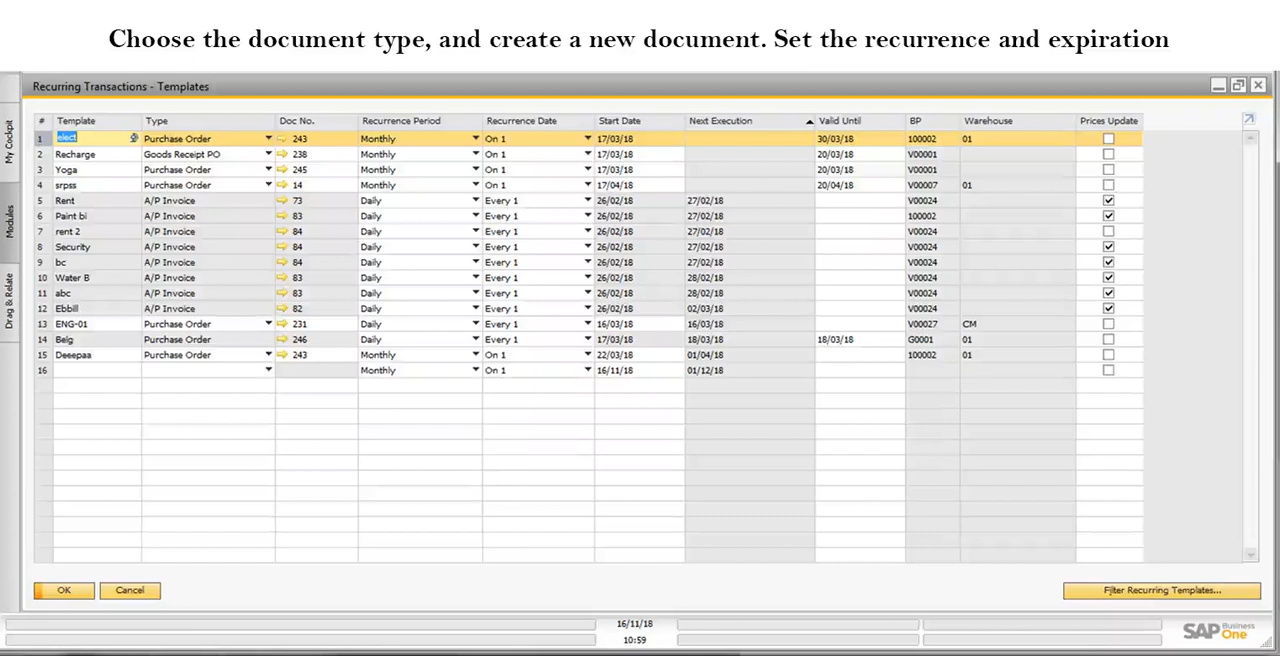 Choose the document type, and create a new document. Set the recurrence and expiration
Recurring Transactions - Templates
My Cockpit
Modules
Drag & Relate
# Template Type Doc No. Recurrence Period Recurrence Date Start Date Next Execution Valid Until BP Warehouse Prices Update
1 elect Purchase Order 243 Monthly On 1 17/03/18 30/03/18 100002 01
2 Recharge Goods Receipt PO 238 Monthly On 1 17/03/18 20/03/18 V00001
3 Yoga Purchase Order 245 Monthly On 1 17/03/18 20/03/18 V00001
4 srpss Purchase Order 14 Monthly On 1 17/04/18 20/04/18 V00007 01
5 Rent A/P Invoice 73 Daily Every 1 26/02/18 27/02/18 V00024
6 Paint bi A/P Invoice 83 Daily Every 1 26/02/18 27/02/18 100002
7 rent 2 A/P Invoice 84 Daily Every 1 26/02/18 27/02/18 V00024
8 Security A/P Invoice 84 Daily Every 1 26/02/18 27/02/18 V00024
9 bc A/P Invoice 84 Daily Every 1 26/02/18 27/02/18 V00024
10 Water B A/P Invoice 83 Daily Every 1 26/02/18 28/02/18 V00024
11 abc A/P Invoice 83 Daily Every 1 26/02/18 28/02/18 V00024
12 Ebbill A/P Invoice 82 Daily Every 1 26/02/18 02/03/18 V00024
13 ENG-01 Purchase Order 231 Daily Every 1 16/03/18 16/03/18 V00027 CM
14 Belg Purchase Order 246 Daily Every 1 17/03/18 18/03/18 18/03/18 G0001 01
15 Deeepaa Purchase Order 243 Monthly On 1 22/03/18 01/04/18 100002 01
16 Monthly On 1 16/11/18 01/12/18
OK Cancel Filter Recurring Templates...
16/11/18
10:59
SAP Business One